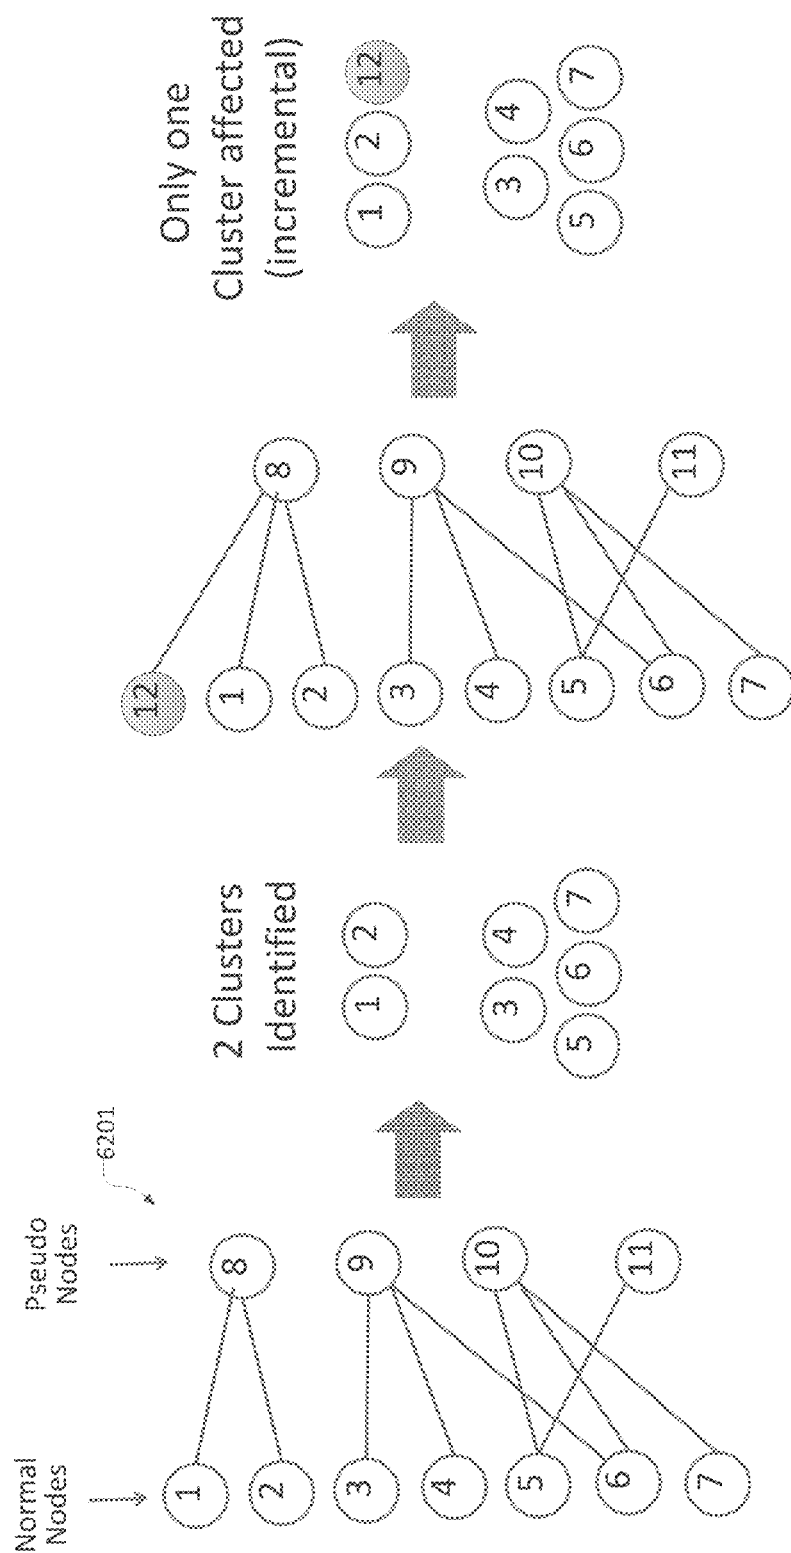 Normal
Nodes
Pseudo
Nodes
6201
1
2
3
4
5
6
7
8
9
10
11
2 Clusters
Identified
1 2
3 4
5 6 7
12
1
2
3
4
5
6
7
8
9
10
11
Only one
Cluster affected
(incremental)
1 2 12
3 4
5 6 7